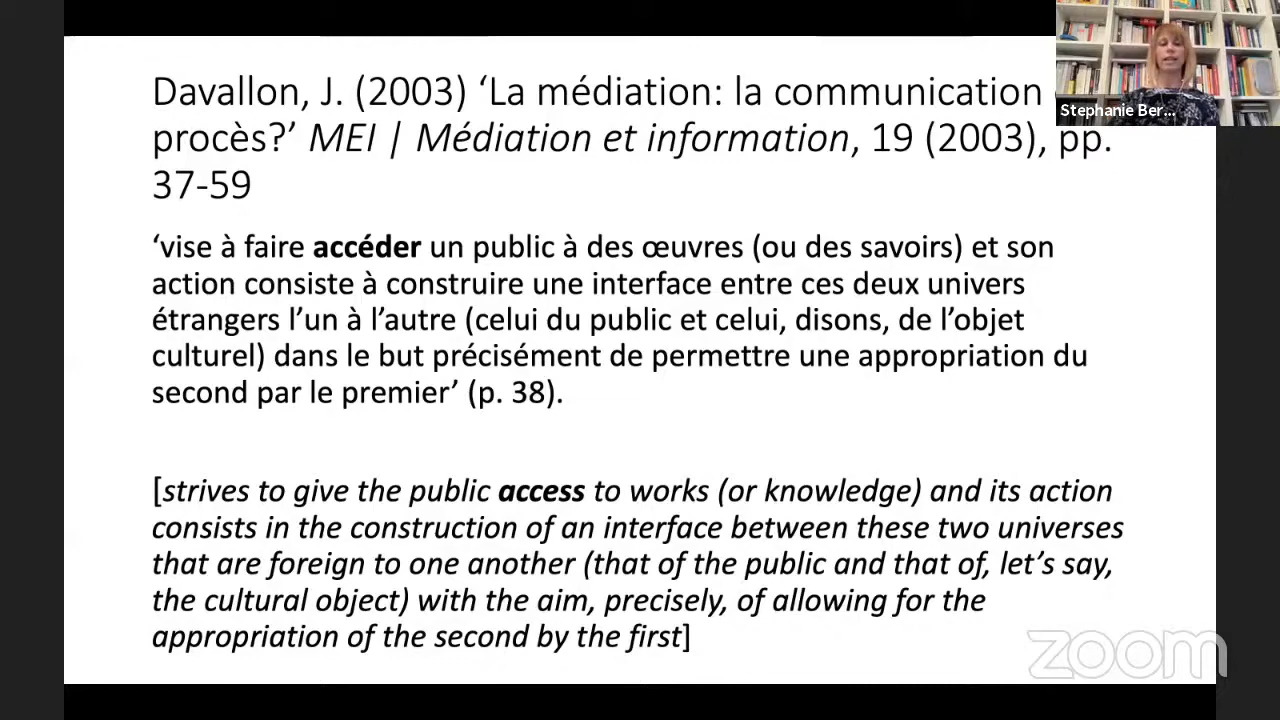 Davallon, J. (2003) ‘La médiation: la communication
procès?’ MEI | Médiation et information, 19 (2003), pp.
37-59
‘vise à faire accéder un public à des œuvres (ou des savoirs) et son
action consiste à construire une interface entre ces deux univers
étrangers l’un à l’autre (celui du public et celui, disons, de l’objet
culturel) dans le but précisément de permettre une appropriation du
second par le premier’ (p. 38).
[strives to give the public access to works (or knowledge) and its action
consists in the construction of an interface between these two universes
that are foreign to one another (that of the public and that of, let’s say,
the cultural object) with the aim, precisely, of allowing for the
appropriation of the second by the first]
Stephanie Ber...
zoom